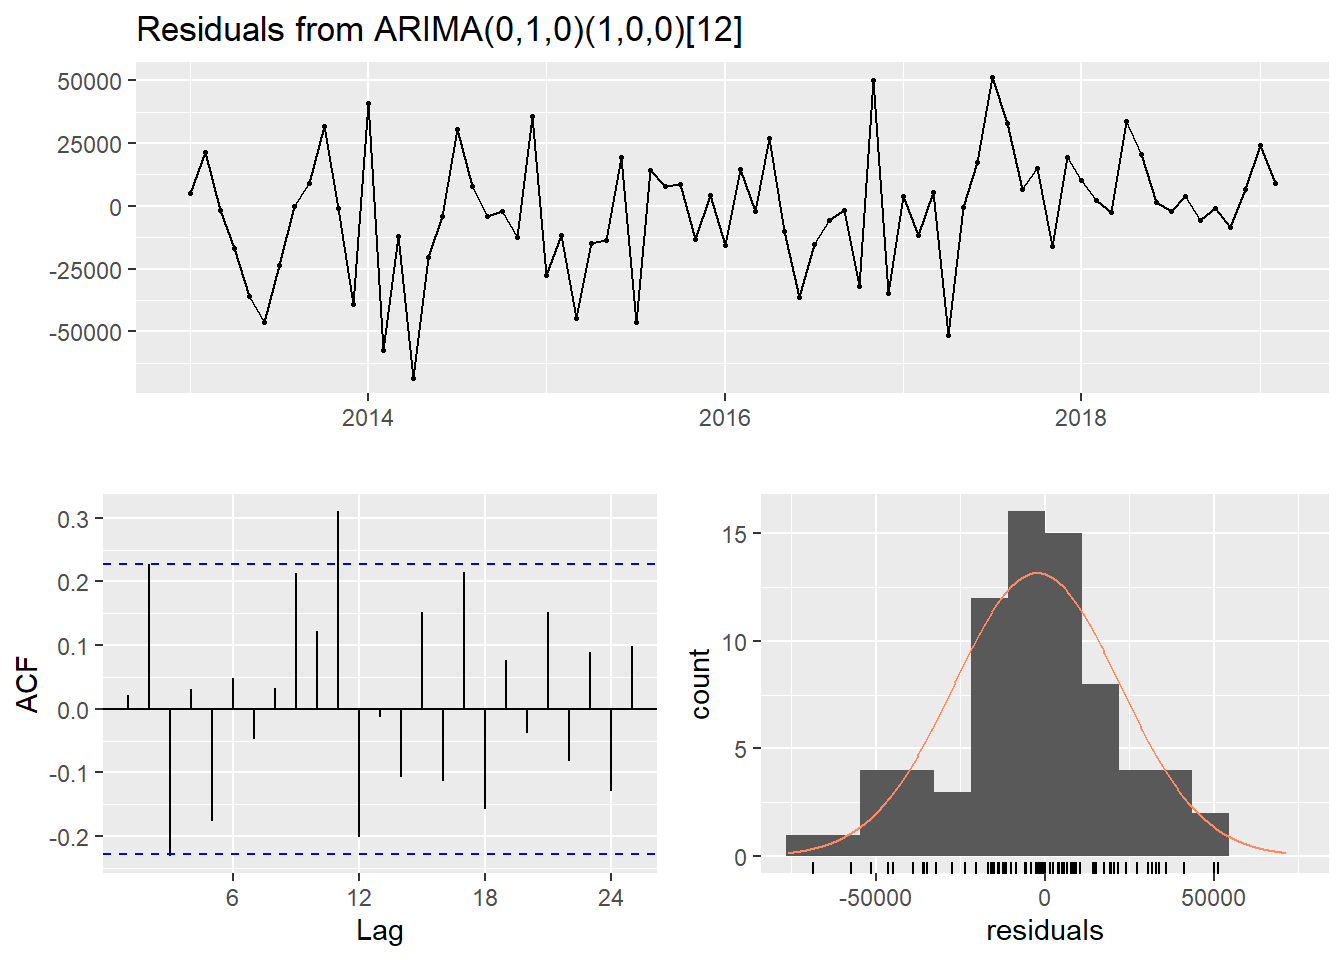 Residuals from ARIMA(0,1,0)(1,0,0)[12]
50000
25000
0
-25000
-50000
2014 2016 2018
ACF
0.3
0.2
0.1
0.0
-0.1
-0.2
6 12 18 24
Lag
count
15
10
5
0
-50000 0 50000
residuals